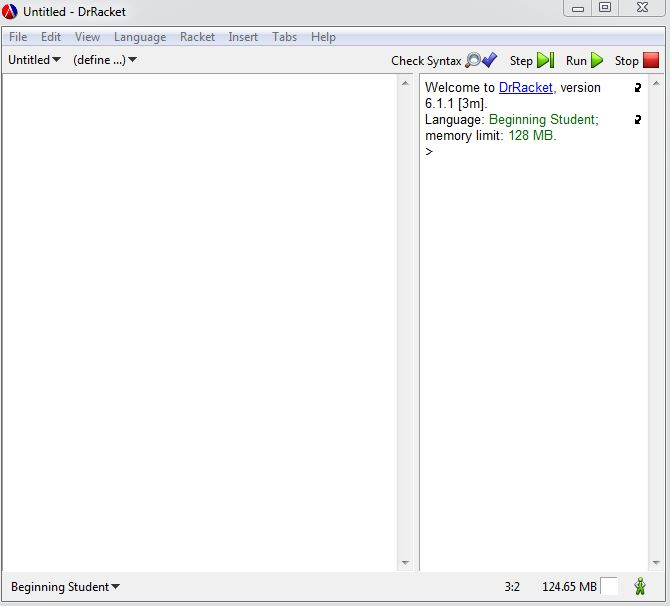 Untitled - DrRacket
File Edit View Language Racket Insert Tabs Help
Untitled (define ...) Check Syntax Step Run Stop
Welcome to DrRacket, version
6.1.1 [3m].
Language: Beginning Student;
memory limit: 128 MB.
>
Beginning Student 3:2 124.65 MB